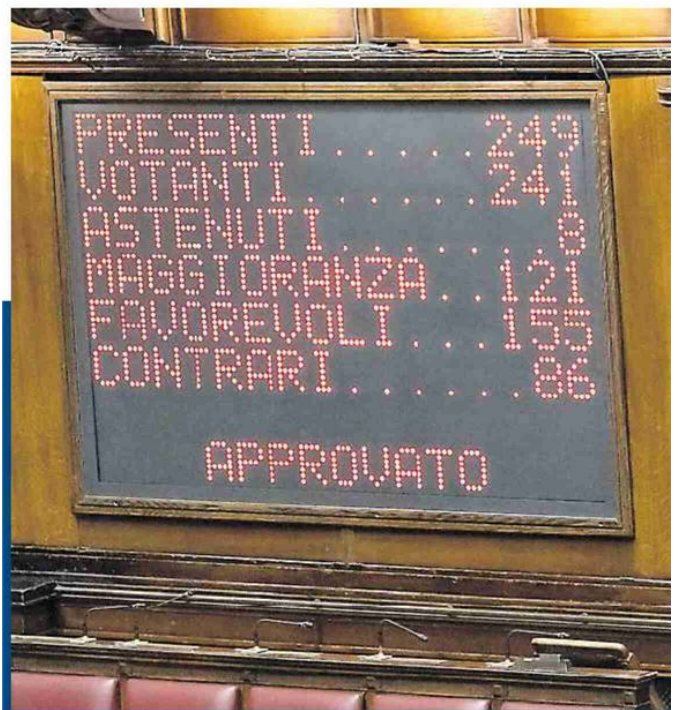 PRESENTI......249
VOTANTI.......241
ASTENUTI.......8
MAGGIORANZA..121
FAVOREVOLI...155
CONTRARI.......86
APPROVATO